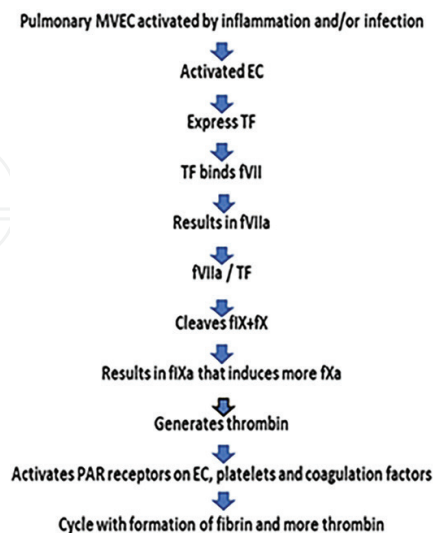 Pulmonary MVEC activated by inflammation and/or infection
Activated EC
Express TF
TF binds fVII
Results in fVIIa
fVIIa / TF
Cleaves fIX+fX
Results in fIXa that induces more fXa
Generates thrombin
Activates PAR receptors on EC, platelets and coagulation factors
Cycle with formation of fibrin and more thrombin